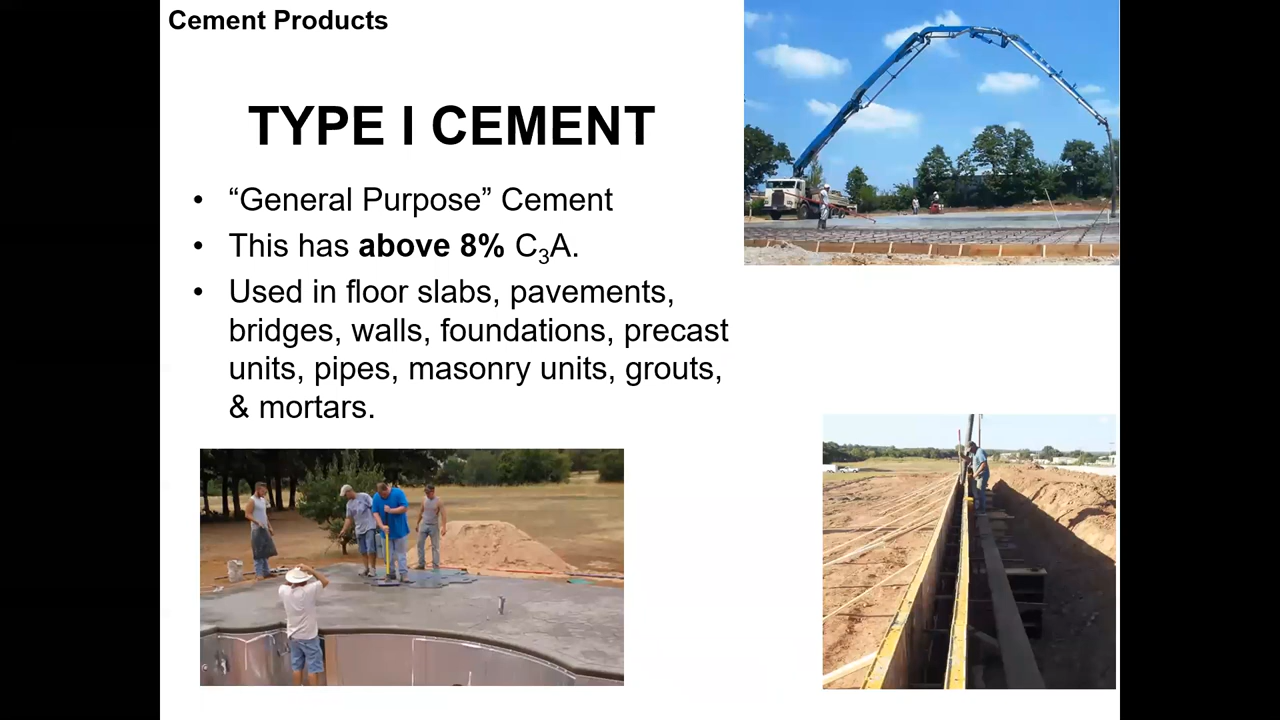 Cement Products
TYPE I CEMENT
• “General Purpose” Cement
• This has above 8% C₃A.
• Used in floor slabs, pavements,
bridges, walls, foundations, precast
units, pipes, masonry units, grouts,
& mortars.